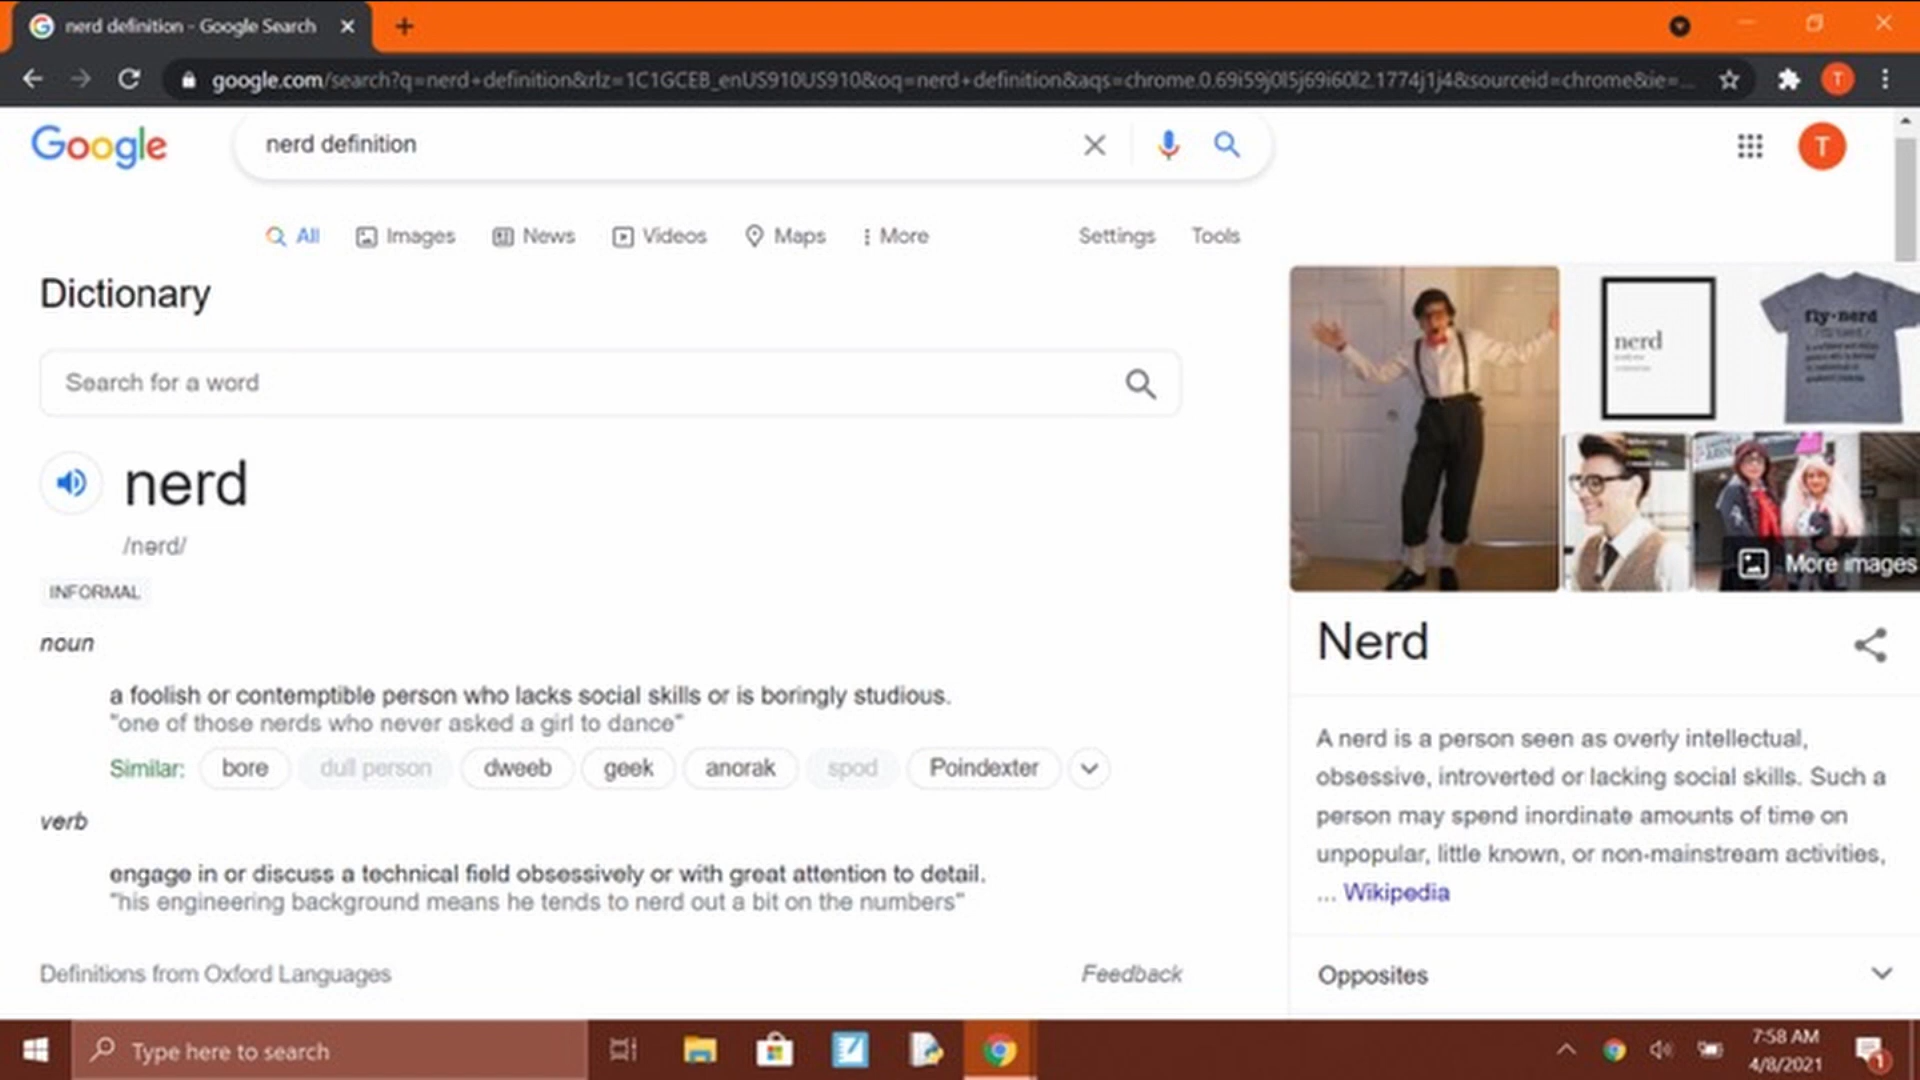 nerd definition - Google Search
google.com/search?q=nerd+definition&rlz=1C1GCEB_enUS910US910&oq=nerd+definition&aqs=chrome.0.69i59j0l5j69i60l2.1774j1j4&sourceid=chrome&ie=...
T
Google
nerd definition
T
All
Images
News
Videos
Maps
More
Settings
Tools
Dictionary
Search for a word
nerd
/nərd/
INFORMAL
noun
a foolish or contemptible person who lacks social skills or is boringly studious.
"one of those nerds who never asked a girl to dance"
Similar: bore dull person dweeb geek anorak spod Poindexter
verb
engage in or discuss a technical field obsessively or with great attention to detail.
"his engineering background means he tends to nerd out a bit on the numbers"
Definitions from Oxford Languages
Feedback
nerd
fly·nerd
More images
Nerd
A nerd is a person seen as overly intellectual,
obsessive, introverted or lacking social skills. Such a
person may spend inordinate amounts of time on
unpopular, little known, or non-mainstream activities,
... Wikipedia
Opposites
Type here to search
7:58 AM
4/8/2021
1